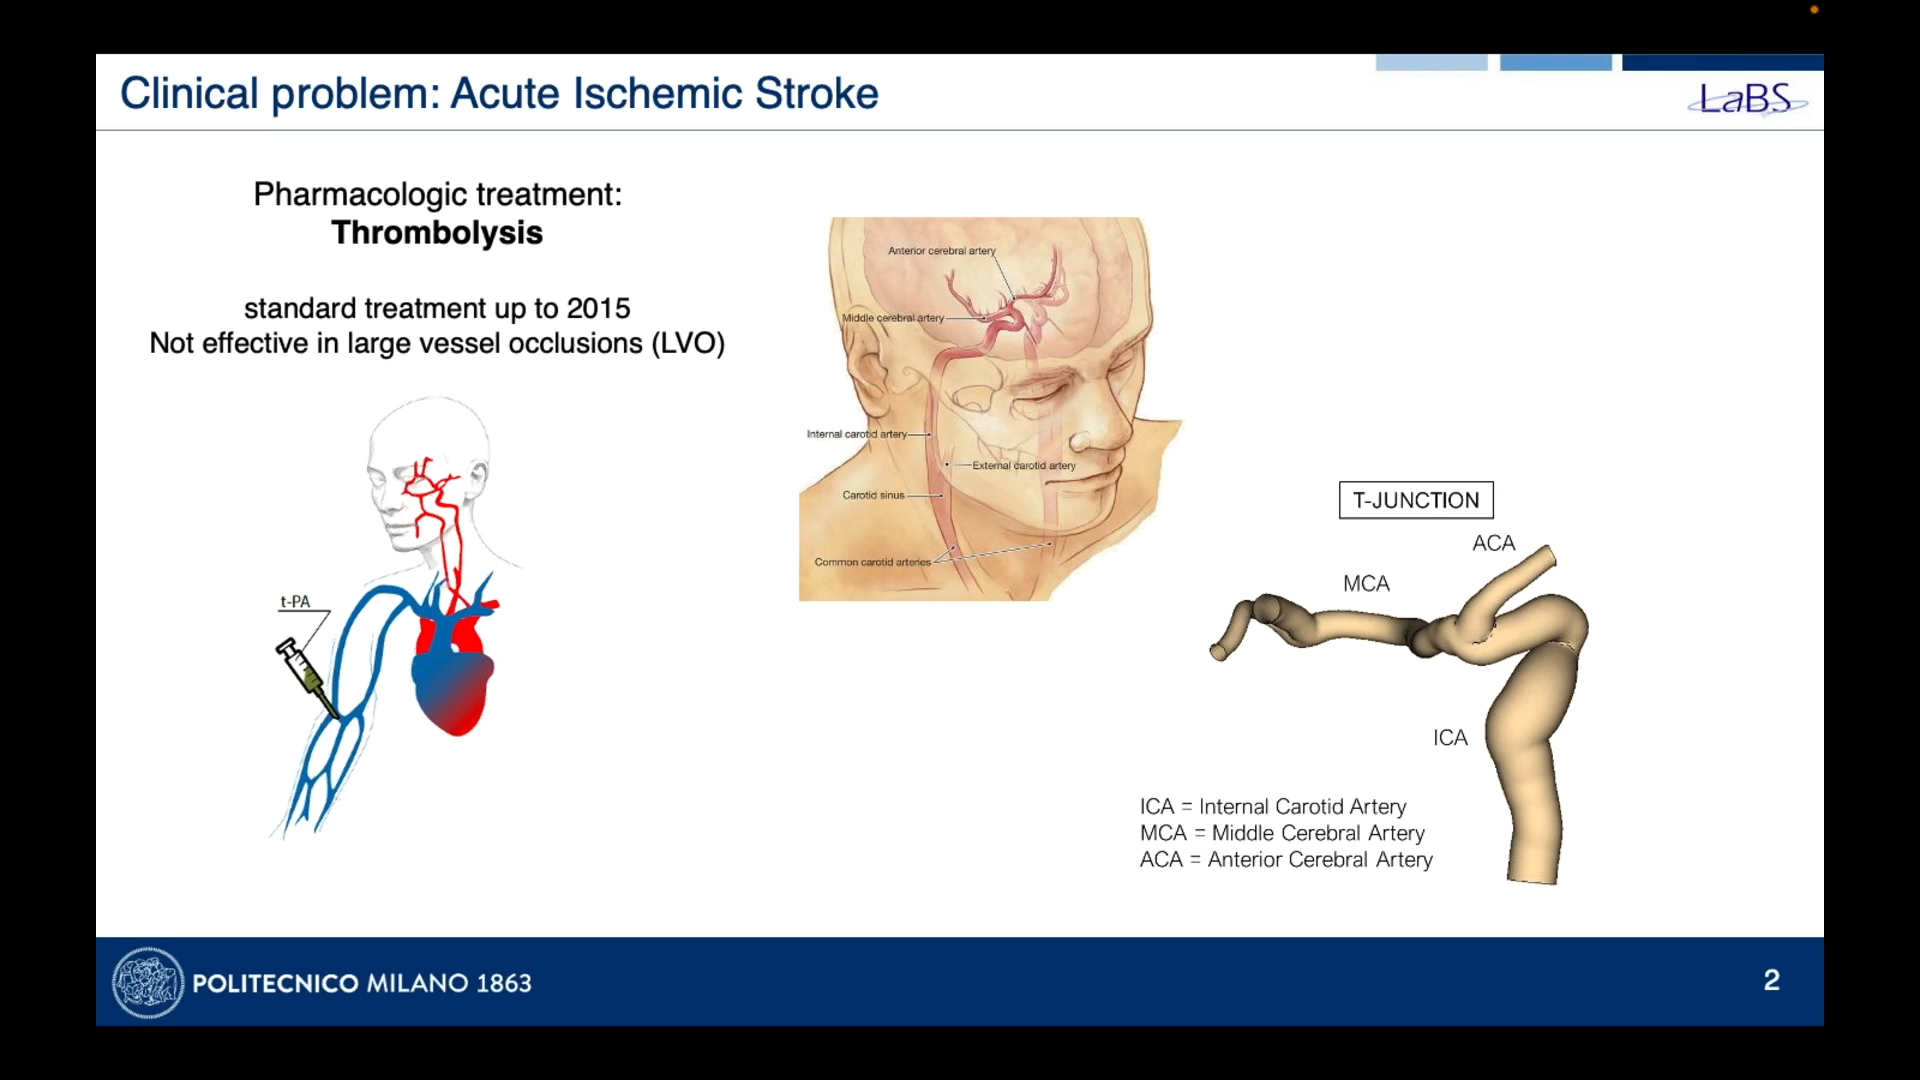 Clinical problem: Acute Ischemic Stroke
LaBS
Pharmacologic treatment:
Thrombolysis
standard treatment up to 2015
Not effective in large vessel occlusions (LVO)
t-PA
Anterior cerebral artery
Middle cerebral artery
Internal carotid artery
External carotid artery
Carotid sinus
Common carotid arteries
T-JUNCTION
ACA
MCA
ICA
ICA = Internal Carotid Artery
MCA = Middle Cerebral Artery
ACA = Anterior Cerebral Artery
POLITECNICO MILANO 1863
2